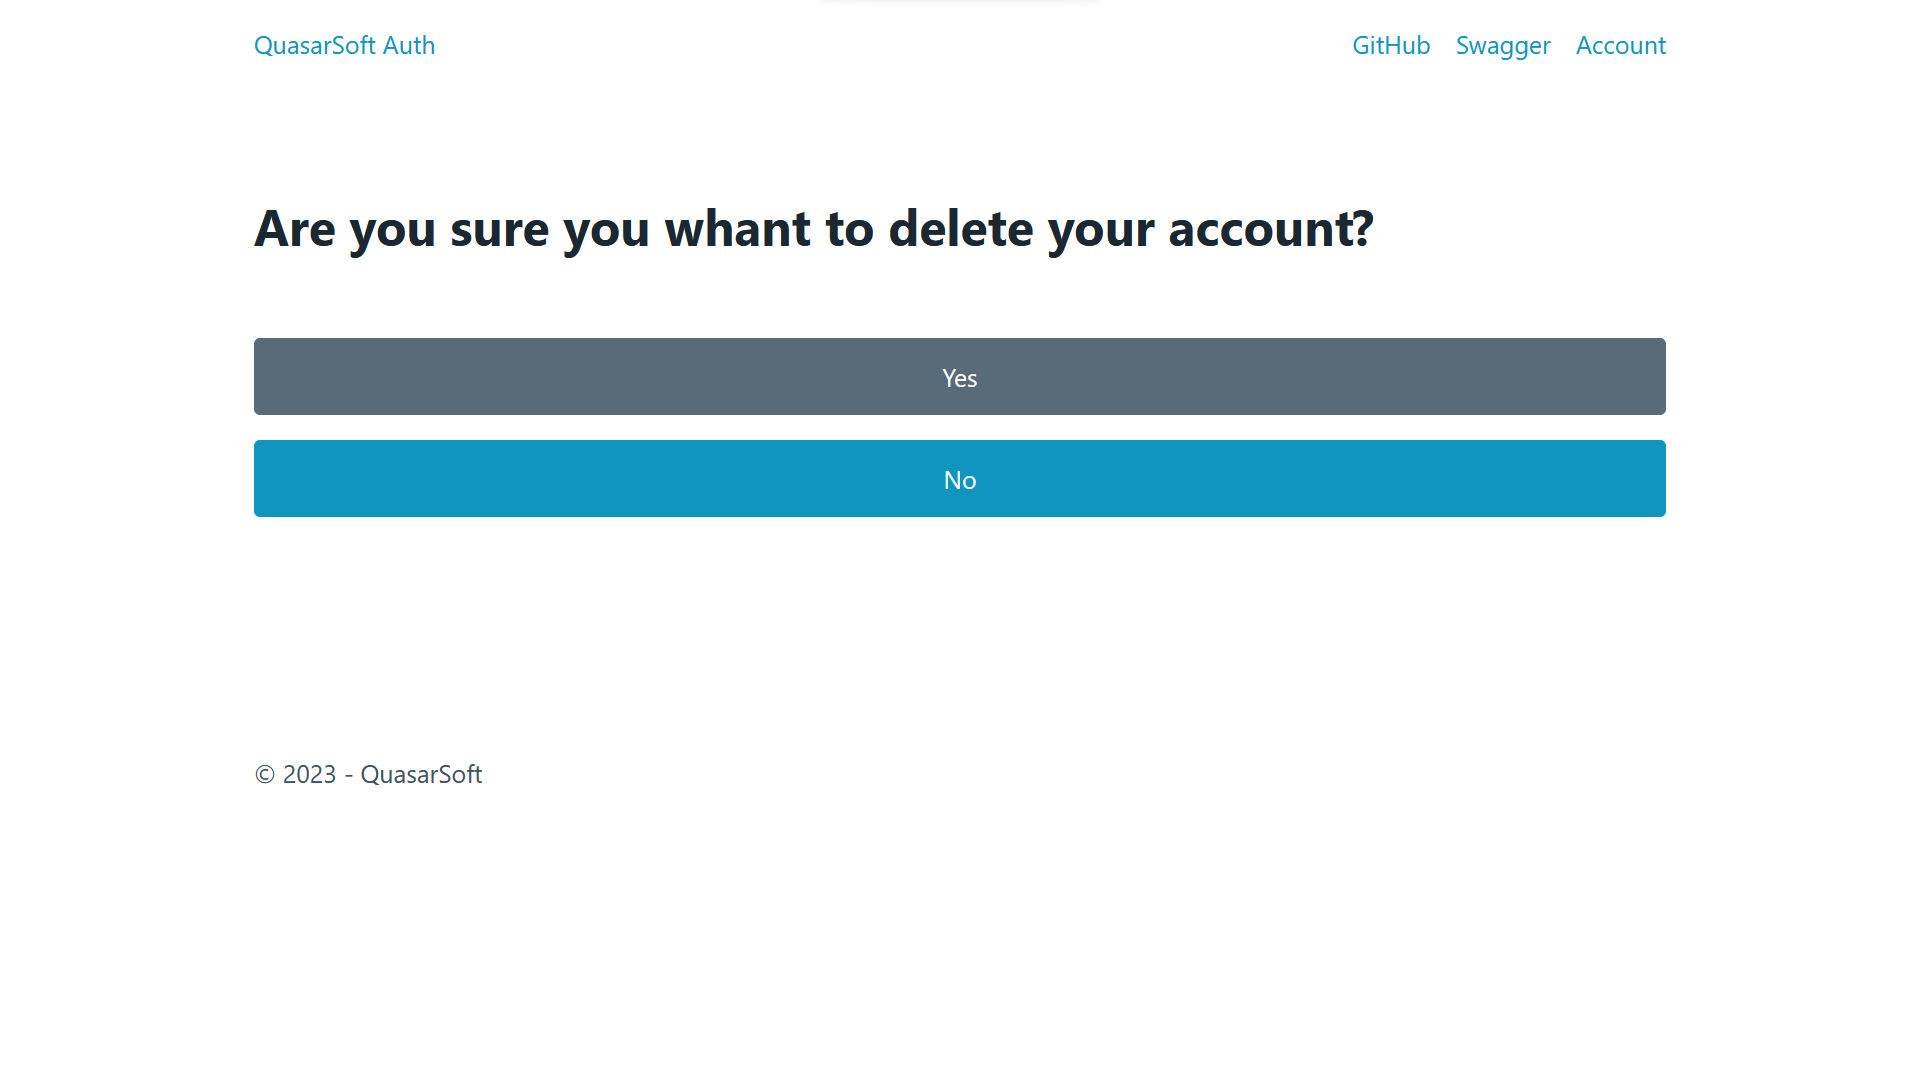 QuasarSoft Auth
GitHub Swagger Account
Are you sure you whant to delete your account?
Yes
No
© 2023 - QuasarSoft